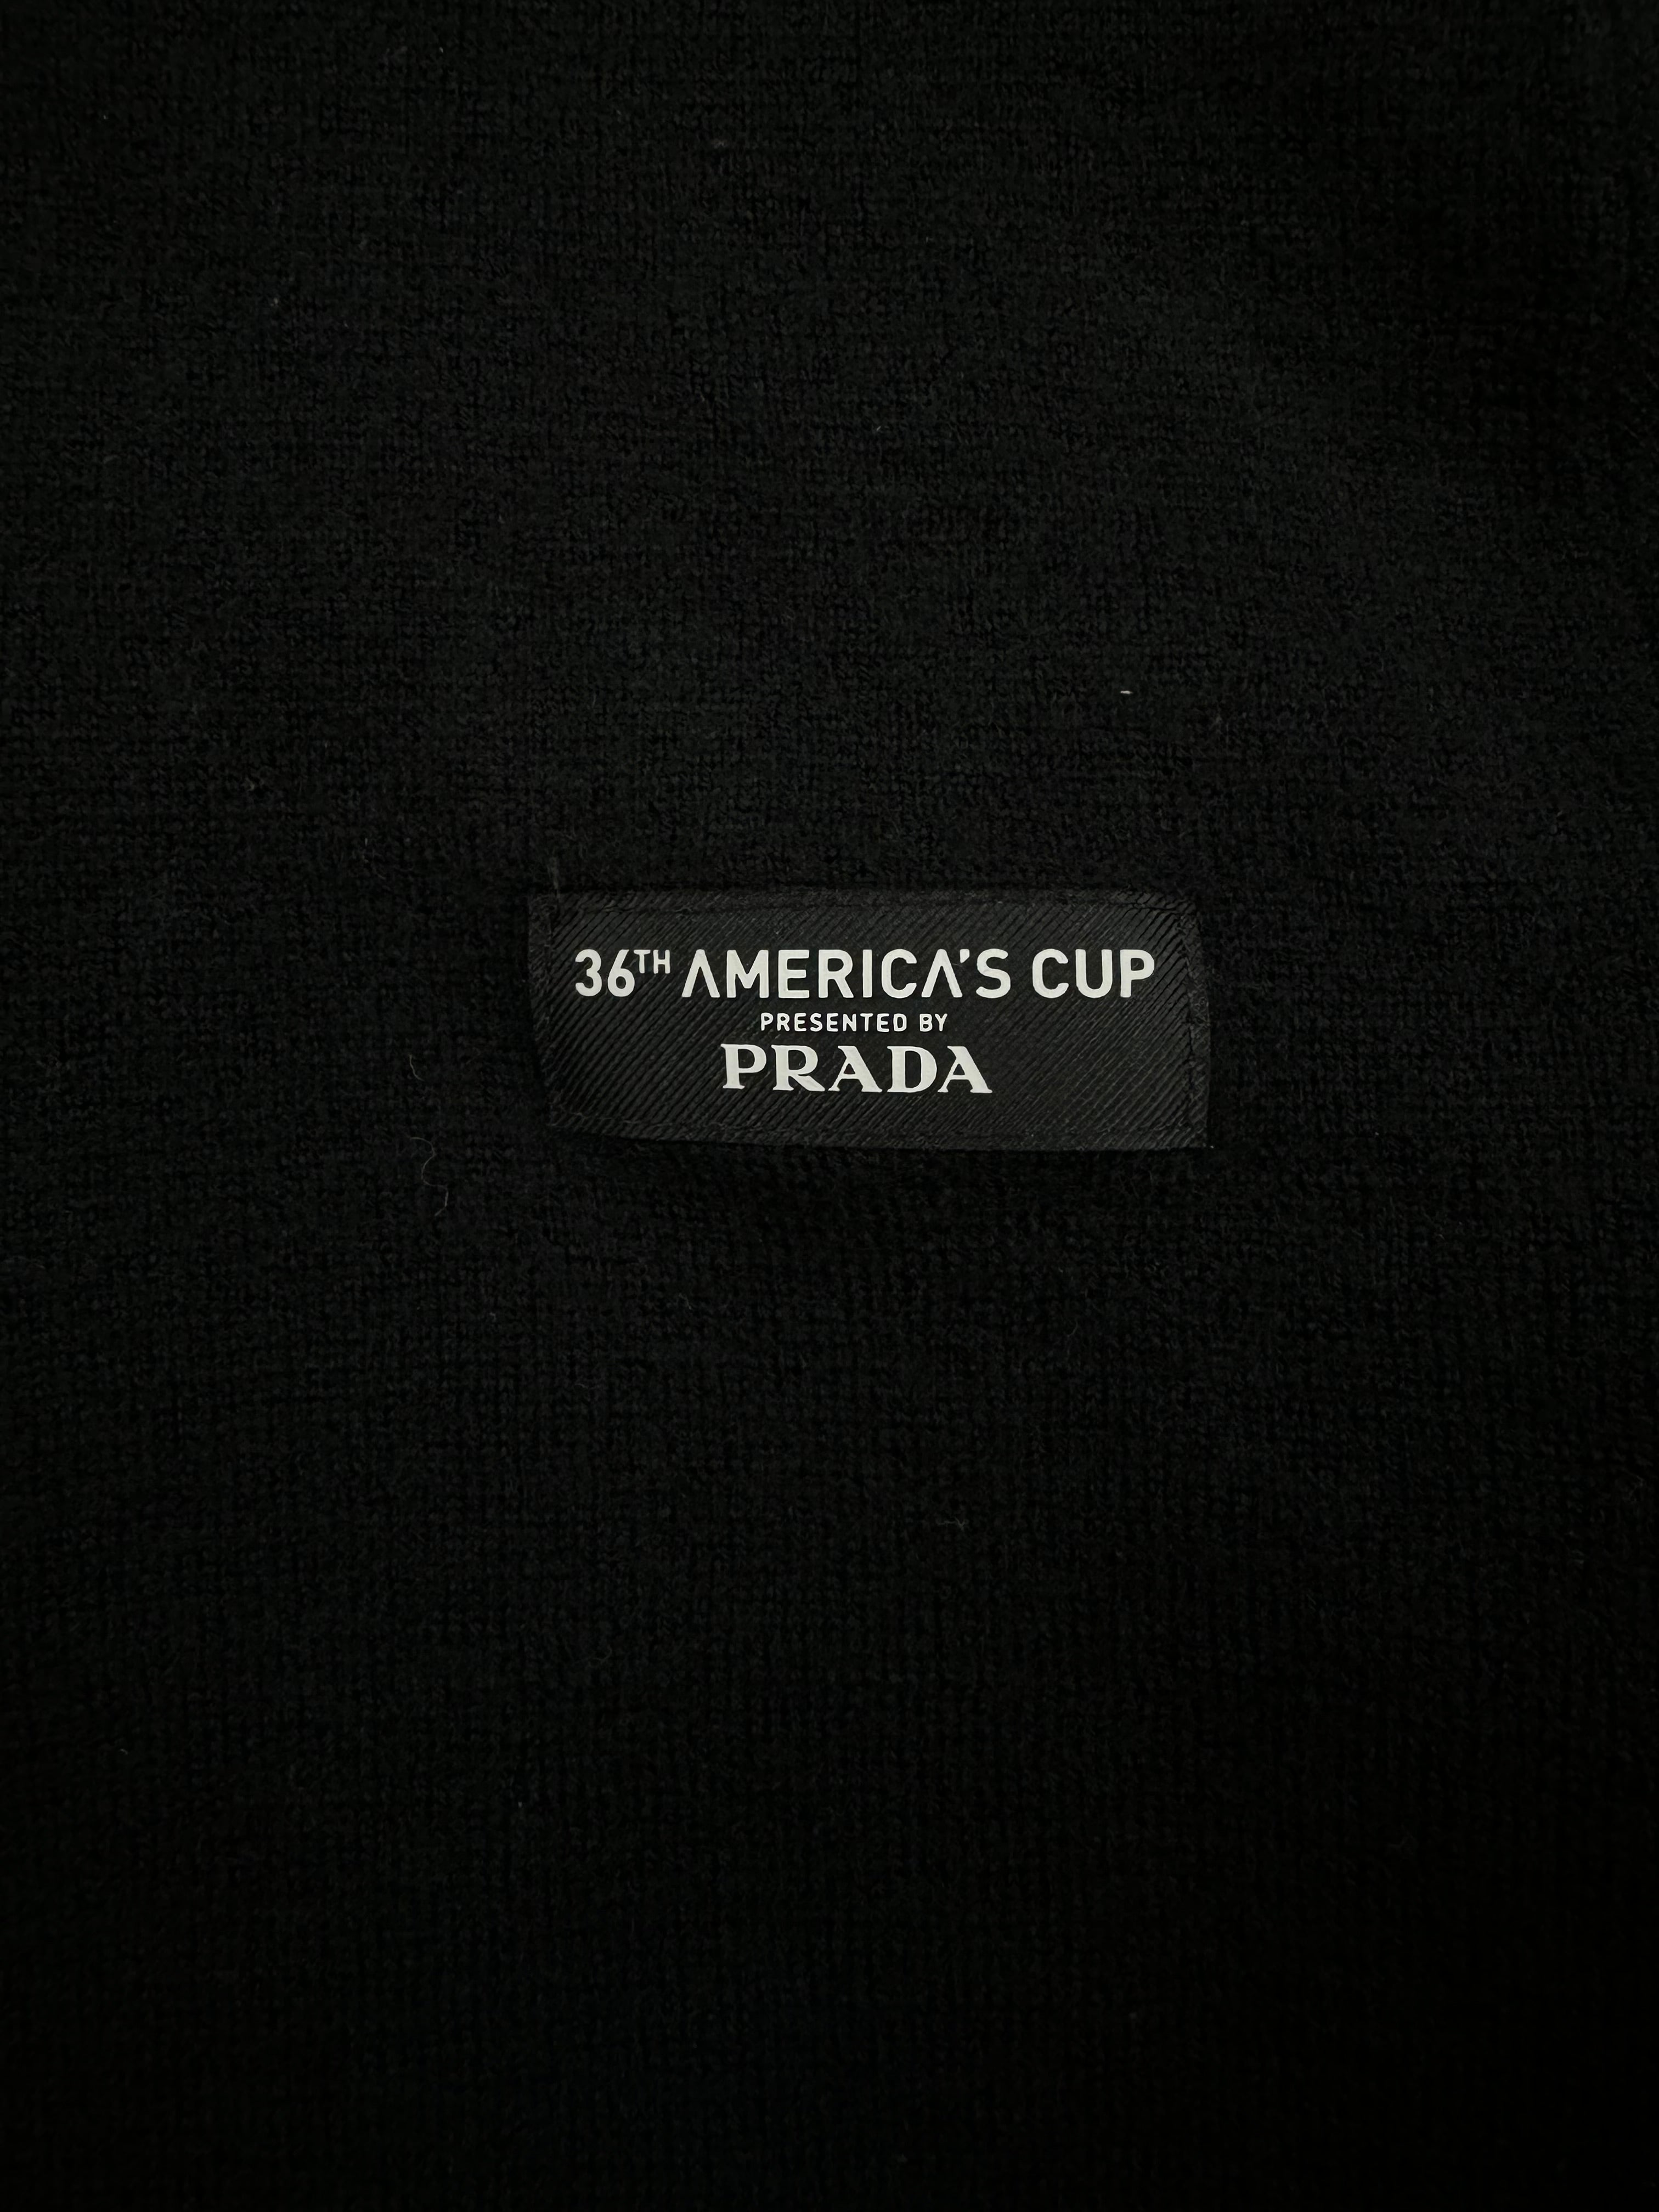 36TH AMERICA'S CUP
PRESENTED BY
PRADA